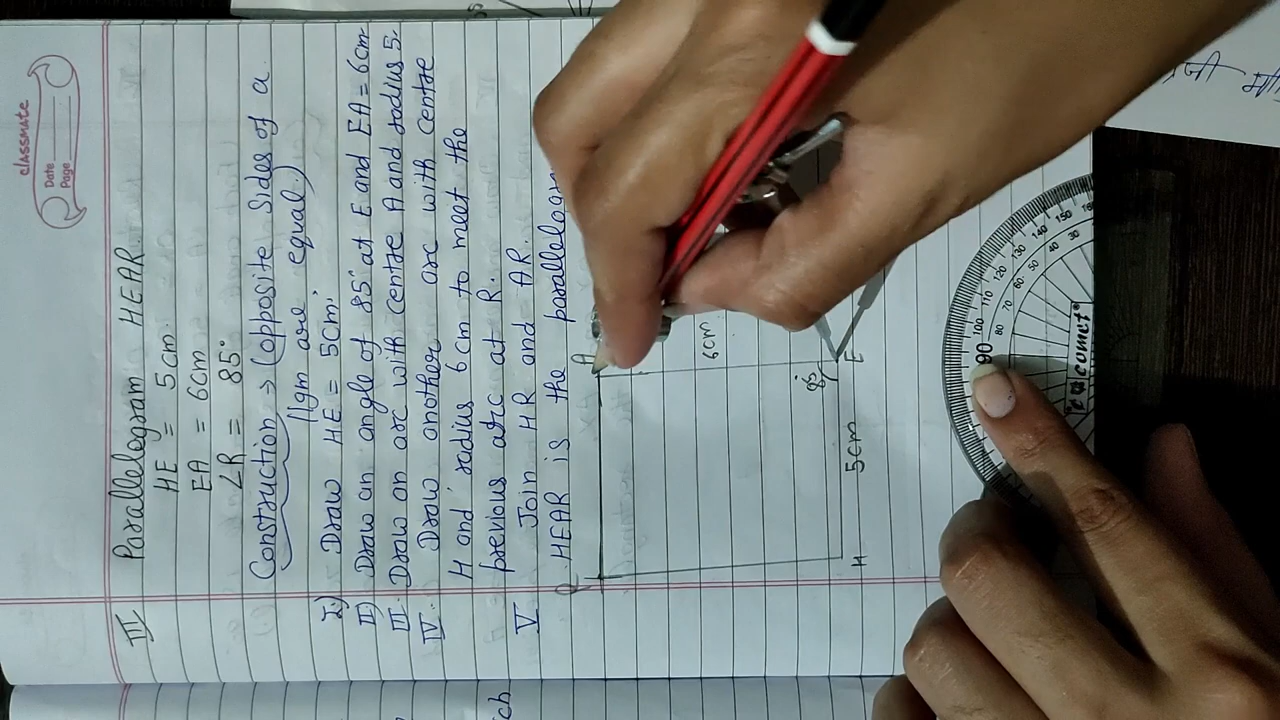 classmate
Date
Page
III Parallelogram HEAR.
HE = 5cm.
EA = 6cm
∠R = 85°
Construction → (opposite sides of a
||gm are equal.)
I) Draw HE = 5cm.
II) Draw an angle of 85° at E and EA = 6cm
III. Draw an arc with centre A and radius 5.
IV. Draw another arc with centre
H and radius 6cm to meet the
previous arc at R.
V Join HR and AR.
HEAR is the parallelogram
R A
6cm
85°
H E
5cm
comet
90